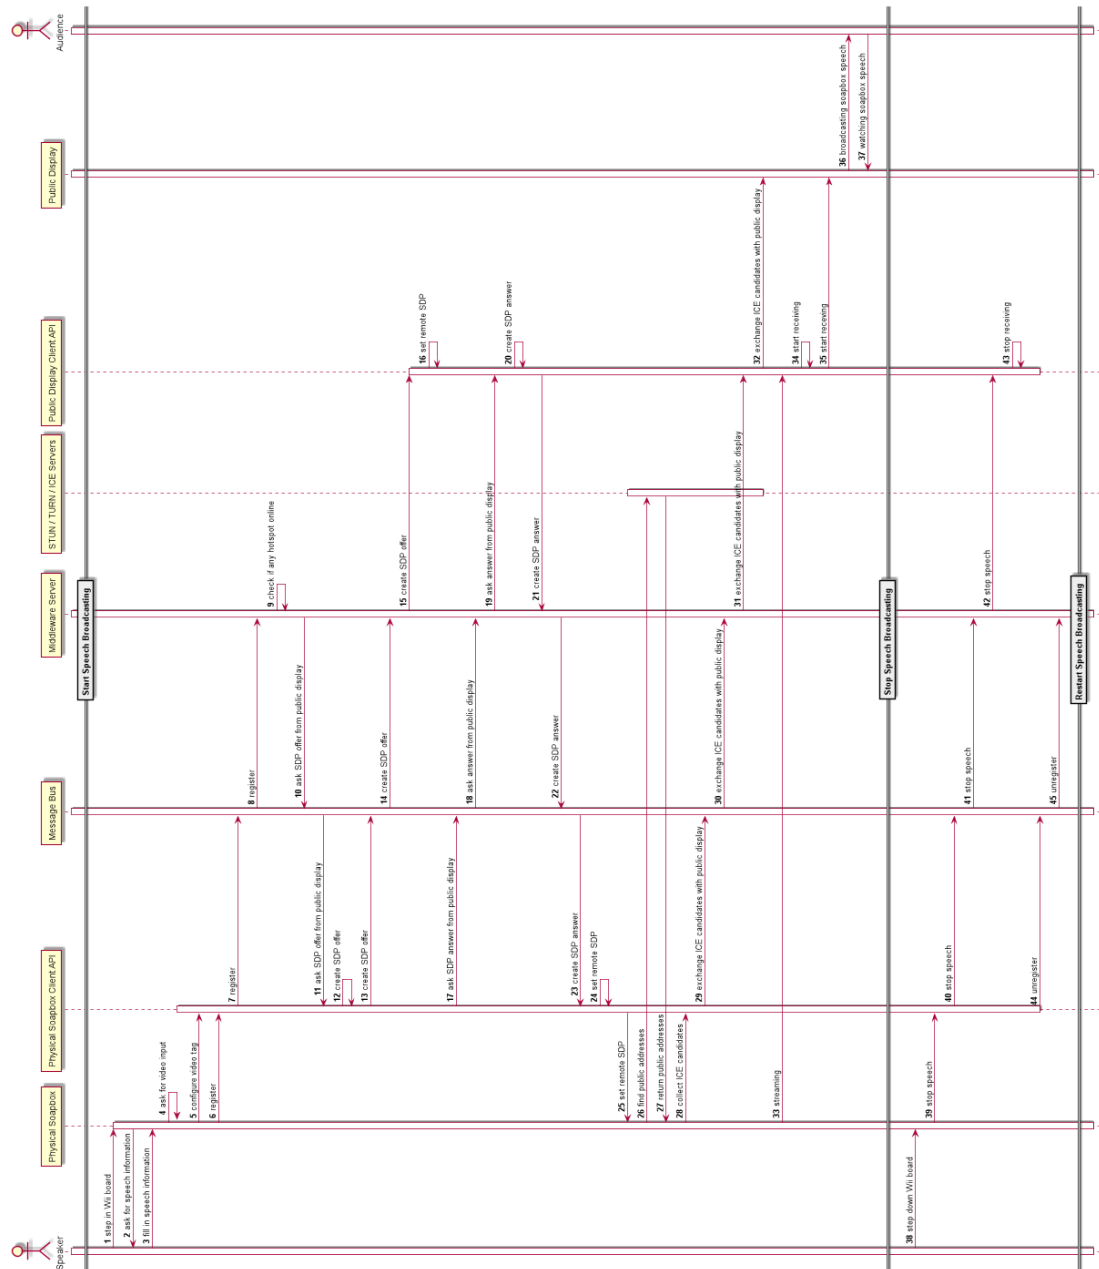 Speaker
Physical Soapbox
Physical Soapbox Client API
Message Bus
Middleware Server
STUN / TURN / ICE Servers
Public Display Client API
Public Display
Audience
Start Speech Broadcasting
1 step in Wii board
2 ask for speech information
3 fill in speech information
4 ask for video input
5 configure video tag
6 register
7 register
8 register
9 check if any hotspot online
10 ask SDP offer from public display
11 ask SDP offer from public display
12 create SDP offer
13 create SDP offer
14 create SDP offer
15 create SDP offer
16 set remote SDP
17 ask SDP answer from public display
18 ask answer from public display
19 ask answer from public display
20 create SDP answer
21 create SDP answer
22 create SDP answer
23 create SDP answer
24 set remote SDP
25 set remote SDP
26 find public addresses
27 return public addresses
28 collect ICE candidates
29 exchange ICE candidates with public display
30 exchange ICE candidates with public display
31 exchange ICE candidates with public display
32 exchange ICE candidates with public display
33 streaming
34 start receiving
35 start receving
36 broadcasting soapbox speech
37 watching soapbox speech
Stop Speech Broadcasting
38 step down Wii board
39 stop speech
40 stop speech
41 stop speech
42 stop speech
43 stop receiving
44 unregister
45 unregister
Restart Speech Broadcasting